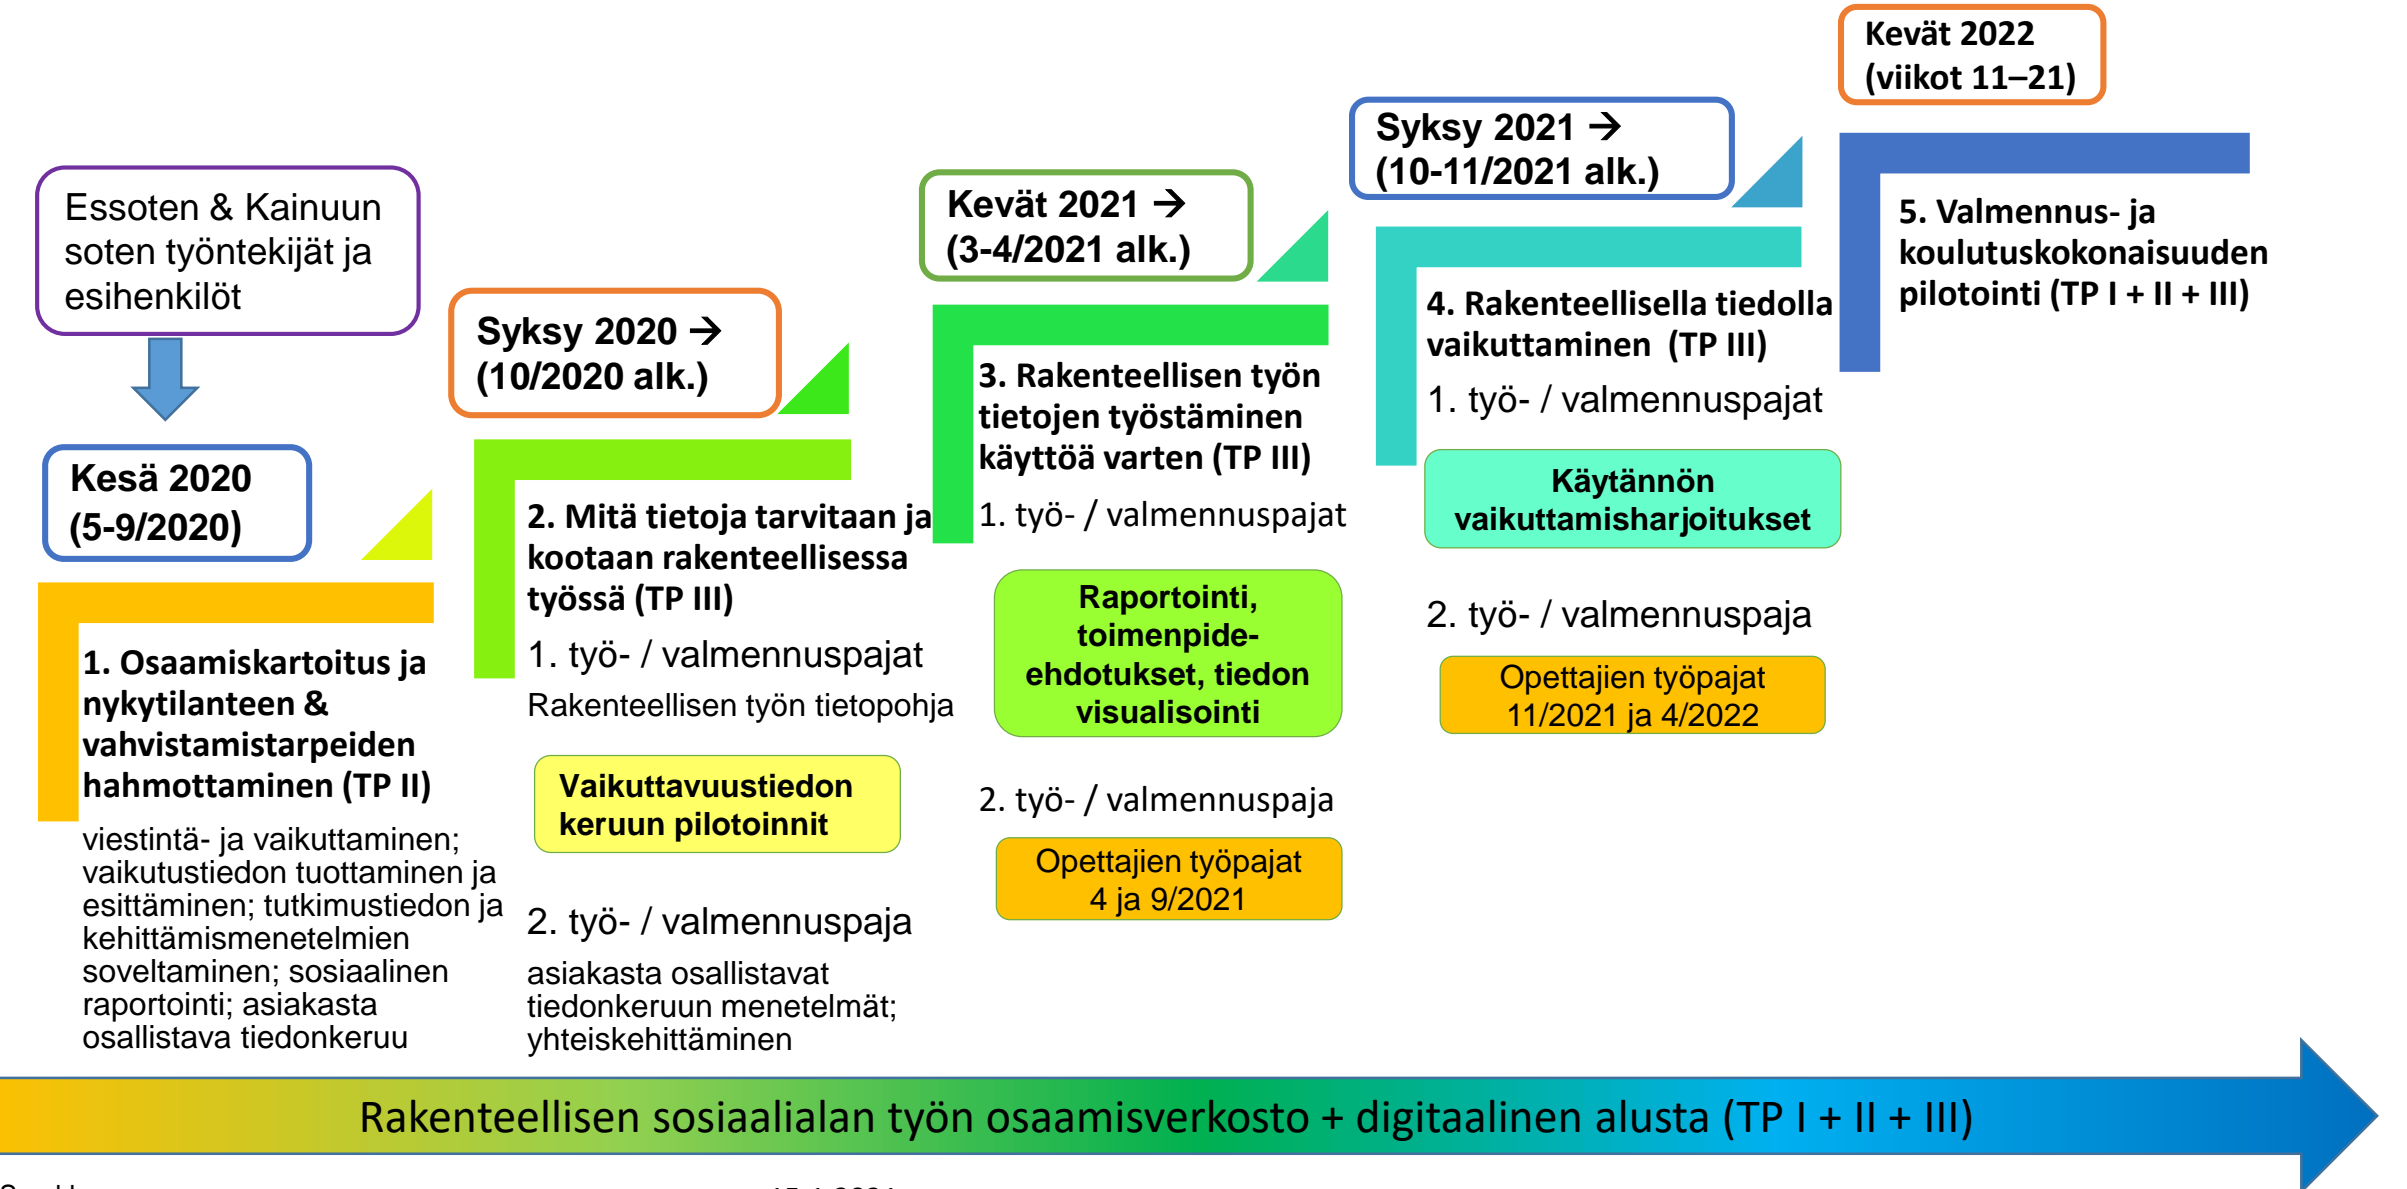 Essoten & Kainuun
soten työntekijät ja
esihenkilöt
Kesä 2020
(5-9/2020)
1. Osaamiskartoitus ja
nykytilanteen &
vahvistamistarpeiden
hahmottaminen (TP II)
viestintä- ja vaikuttaminen;
vaikutustiedon tuottaminen ja
esittäminen; tutkimustiedon ja
kehittämismenetelmien
soveltaminen; sosiaalinen
raportointi; asiakasta
osallistava tiedonkeruu
Syksy 2020 →
(10/2020 alk.)
2. Mitä tietoja tarvitaan ja
kootaan rakenteellisessa
työssä (TP III)
1. työ- / valmennuspajat
Rakenteellisen työn tietopohja
Vaikuttavuustiedon
keruun pilotoinnit
2. työ- / valmennuspaja
asiakasta osallistavat
tiedonkeruun menetelmät;
yhteiskehittäminen
Kevät 2021 →
(3-4/2021 alk.)
3. Rakenteellisen työn
tietojen työstäminen
käyttöä varten (TP III)
1. työ- / valmennuspajat
Raportointi,
toimenpide-
ehdotukset, tiedon
visualisointi
2. työ- / valmennuspaja
Opettajien työpajat
4 ja 9/2021
Syksy 2021 →
(10-11/2021 alk.)
4. Rakenteellisella tiedolla
vaikuttaminen (TP III)
1. työ- / valmennuspajat
Käytännön
vaikuttamisharjoitukset
2. työ- / valmennuspaja
Opettajien työpajat
11/2021 ja 4/2022
Kevät 2022
(viikot 11–21)
5. Valmennus- ja
koulutuskokonaisuuden
pilotointi (TP I + II + III)
Rakenteellisen sosiaalialan työn osaamisverkosto + digitaalinen alusta (TP I + II + III)